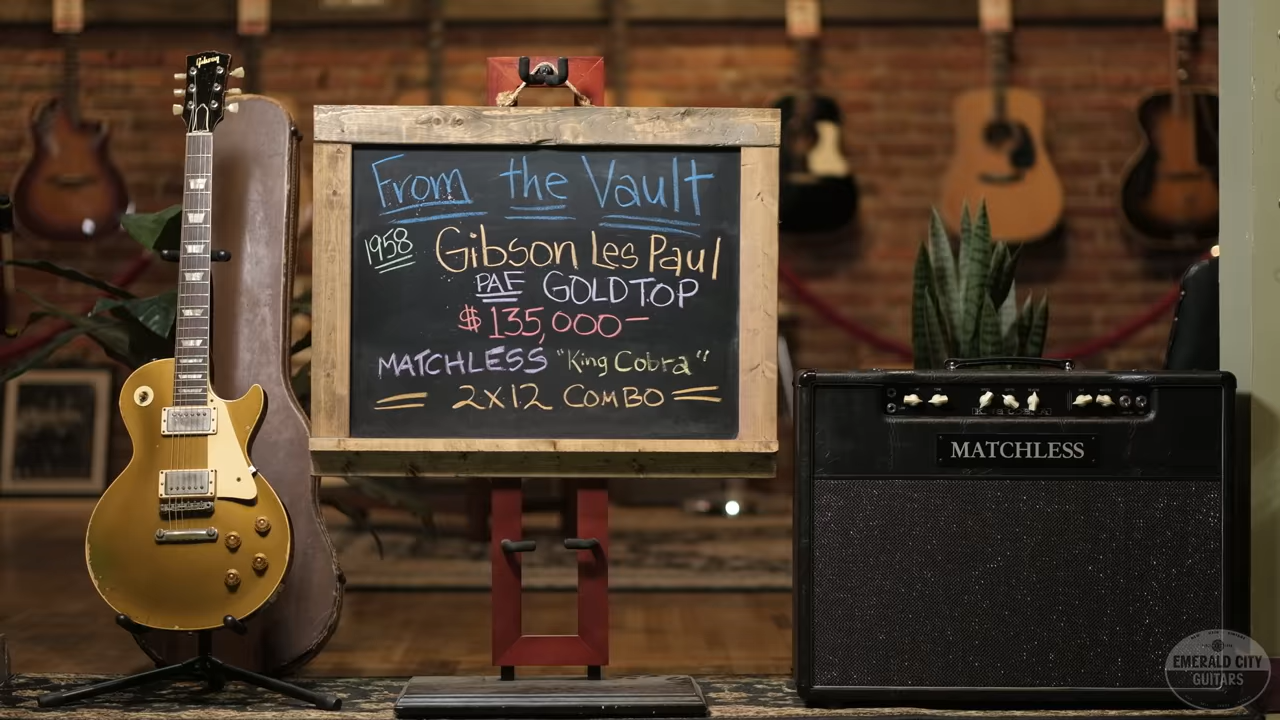 Gibson
From the Vault
1958 Gibson Les Paul
PAF GOLDTOP
$135,000-
MATCHLESS "King Cobra"
2X12 COMBO
MATCHLESS
EMERALD CITY
GUITARS